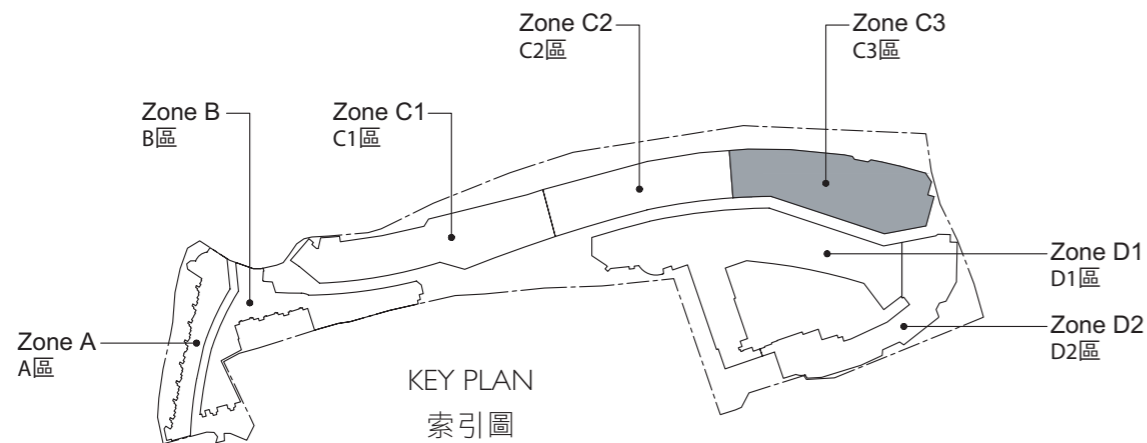 Zone C2
C2區
Zone C3
C3區
Zone B
B區
Zone C1
C1區
Zone D1
D1區
Zone D2
D2區
Zone A
A區
KEY PLAN
索引圖